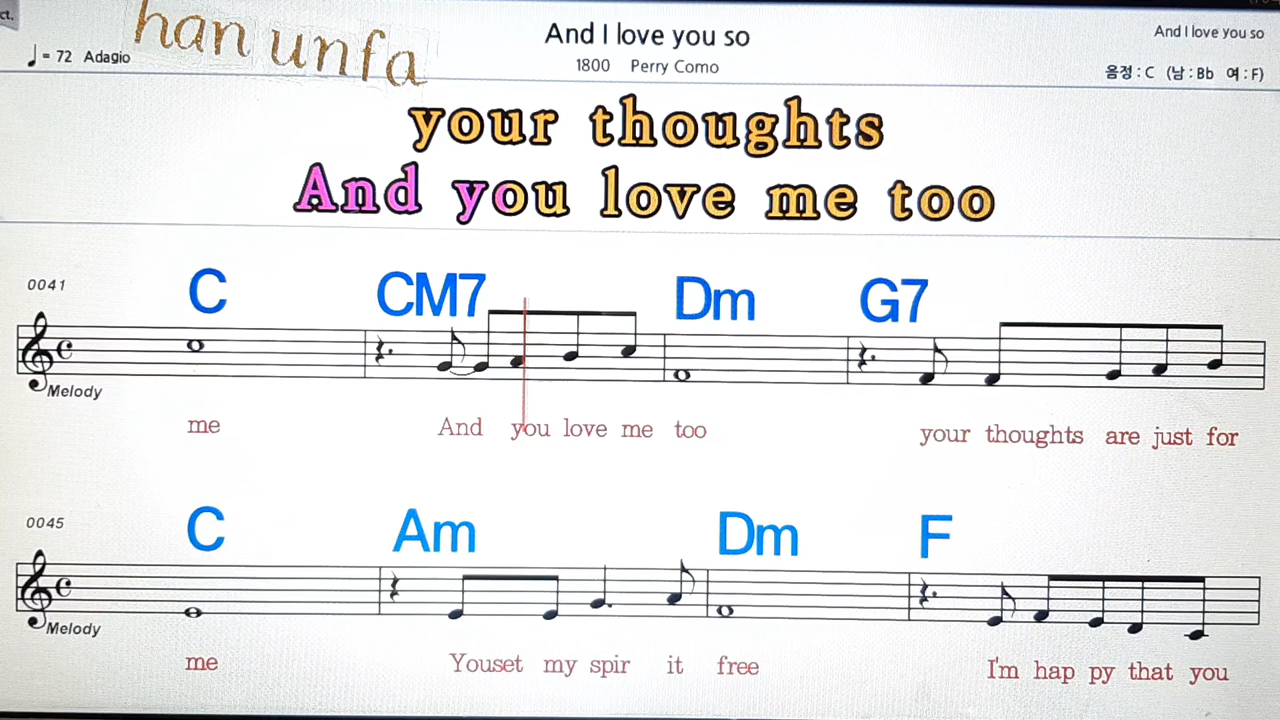 ct.
han unfa
And I love you so
And I love you so
♩ = 72 Adagio
1800 Perry Como
음정 : C (남 : Bb 여 : F)
your thoughts
And you love me too
0041
C CM7 Dm G7
Melody
me And you love me too your thoughts are just for
0045
C Am Dm F
Melody
me Youset my spir it free I'm hap py that you